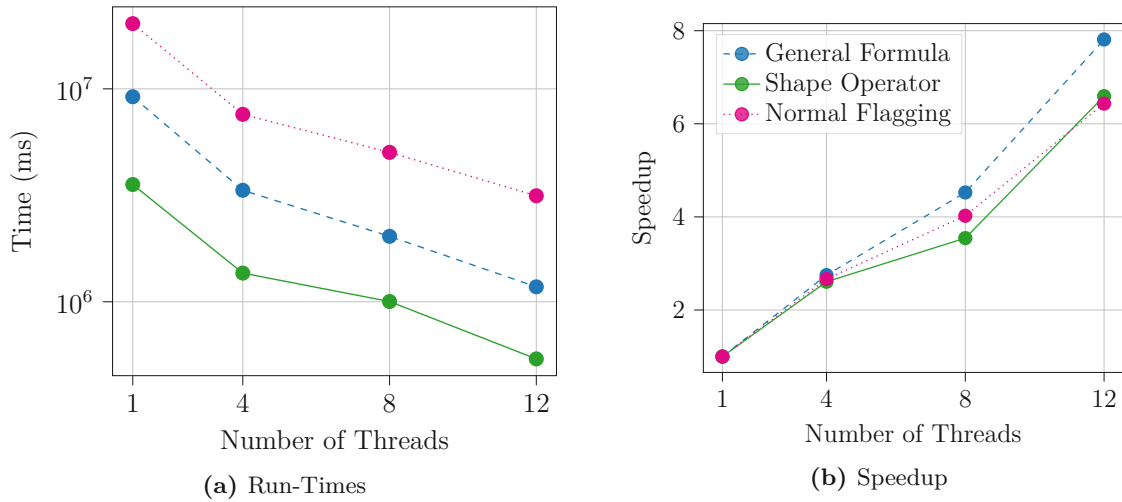 10^7
10^6
Time (ms)
1 4 8 12
Number of Threads
(a) Run-Times
8
6
4
2
Speedup
General Formula
Shape Operator
Normal Flagging
1 4 8 12
Number of Threads
(b) Speedup